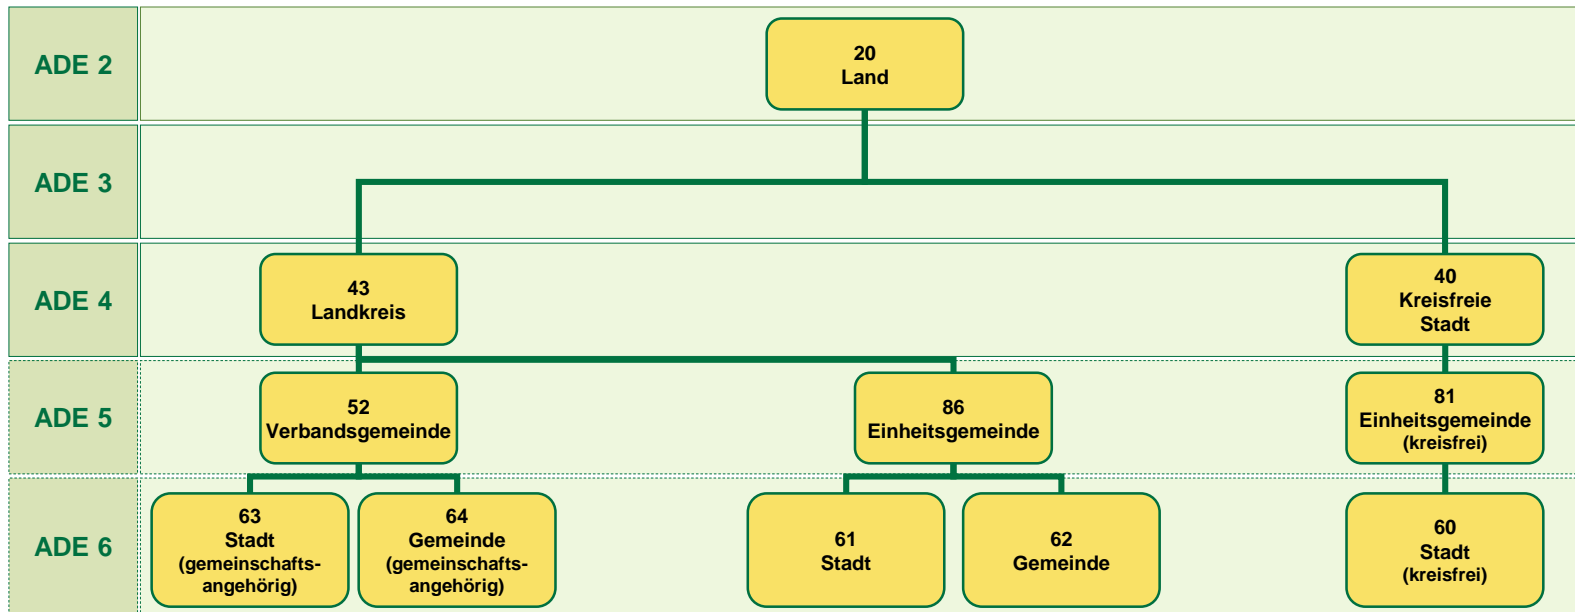 ADE 2
20
Land
ADE 3
ADE 4
43
Landkreis
40
Kreisfreie
Stadt
ADE 5
52
Verbandsgemeinde
86
Einheitsgemeinde
81
Einheitsgemeinde
(kreisfrei)
ADE 6
63
Stadt
(gemeinschafts-
angehörig)
64
Gemeinde
(gemeinschafts-
angehörig)
61
Stadt
62
Gemeinde
60
Stadt
(kreisfrei)